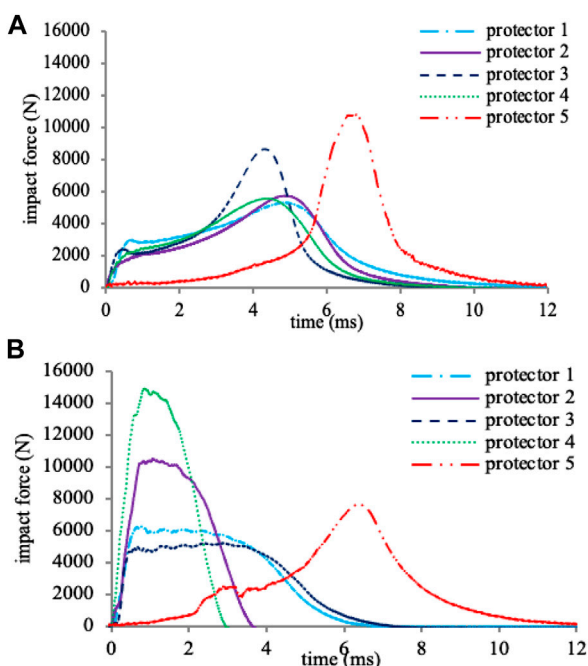 A
16000
14000
12000
10000
8000
6000
4000
2000
0
impact force (N)
protector 1
protector 2
protector 3
protector 4
protector 5
0 2 4 6 8 10 12
time (ms)
B
16000
14000
12000
10000
8000
6000
4000
2000
0
impact force (N)
protector 1
protector 2
protector 3
protector 4
protector 5
0 2 4 6 8 10 12
time (ms)